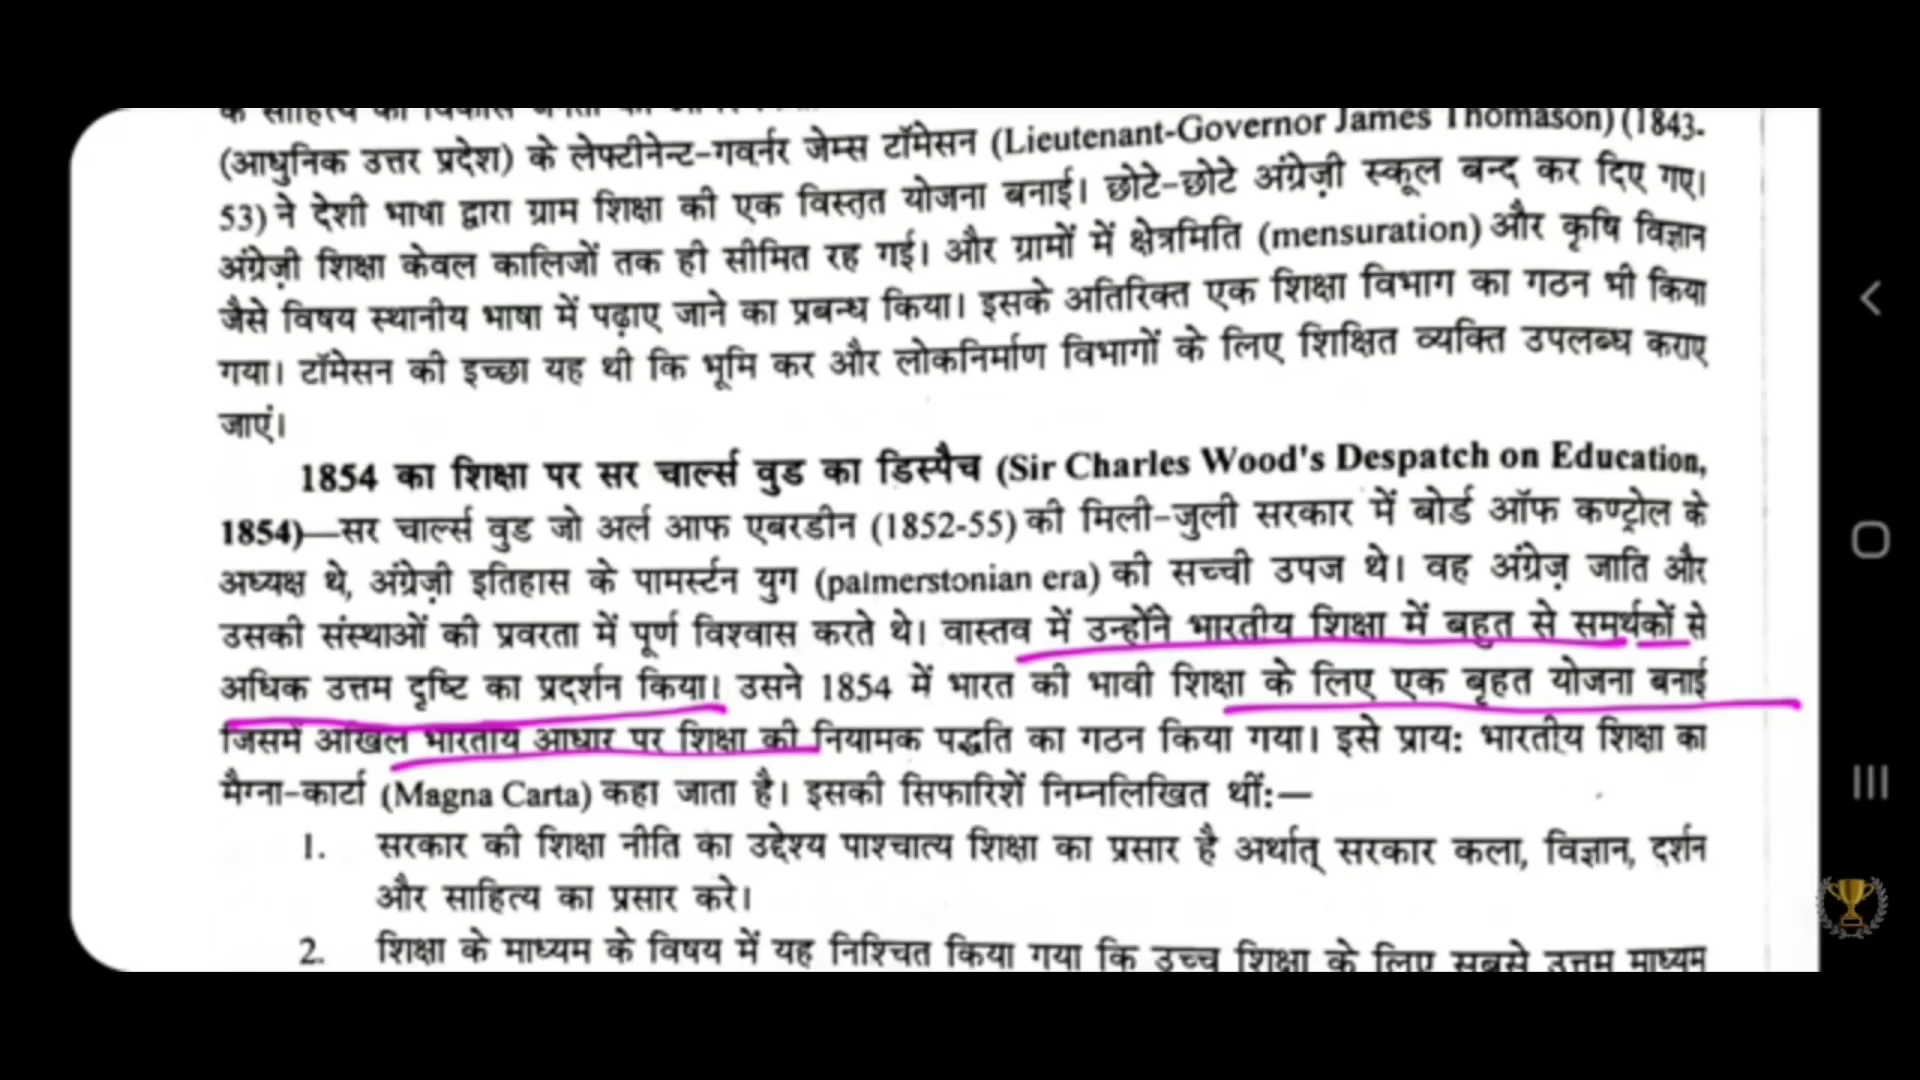 (आधुनिक उत्तर प्रदेश) के लेफ्टीनेन्ट-गवर्नर जेम्स टॉमेसन (Lieutenant-Governor James Thomason) (1843-
53) ने देशी भाषा द्वारा ग्राम शिक्षा की एक विस्तृत योजना बनाई। छोटे-छोटे अंग्रेज़ी स्कूल बन्द कर दिए गए।
अंग्रेज़ी शिक्षा केवल कालिजों तक ही सीमित रह गई। और ग्रामों में क्षेत्रमिति (mensuration) और कृषि विज्ञान
जैसे विषय स्थानीय भाषा में पढ़ाए जाने का प्रबन्ध किया। इसके अतिरिक्त एक शिक्षा विभाग का गठन भी किया
गया। टॉमेसन की इच्छा यह थी कि भूमि कर और लोकनिर्माण विभागों के लिए शिक्षित व्यक्ति उपलब्ध कराए
जाएं।
1854 का शिक्षा पर सर चार्ल्स वुड का डिस्पैच (Sir Charles Wood's Despatch on Education,
1854)—सर चार्ल्स वुड जो अर्ल आफ एबरडीन (1852-55) की मिली-जुली सरकार में बोर्ड ऑफ कण्ट्रोल के
अध्यक्ष थे, अंग्रेज़ी इतिहास के पामर्स्टन युग (palmerstonian era) की सच्ची उपज थे। वह अंग्रेज़ जाति और
उसकी संस्थाओं की प्रवरता में पूर्ण विश्वास करते थे। वास्तव में उन्होंने भारतीय शिक्षा में बहुत से समर्थकों से
अधिक उत्तम दृष्टि का प्रदर्शन किया। उसने 1854 में भारत की भावी शिक्षा के लिए एक बृहत योजना बनाई
जिसमें अखिल भारतीय आधार पर शिक्षा की नियामक पद्धति का गठन किया गया। इसे प्राय: भारतीय शिक्षा का
मैग्ना-कार्टा (Magna Carta) कहा जाता है। इसकी सिफारिशें निम्नलिखित थीं:—
1. सरकार की शिक्षा नीति का उद्देश्य पाश्चात्य शिक्षा का प्रसार है अर्थात् सरकार कला, विज्ञान, दर्शन
और साहित्य का प्रसार करे।
2. शिक्षा के माध्यम के विषय में यह निश्चित किया गया कि उच्च शिक्षा के लिए सबसे उत्तम माध्यम